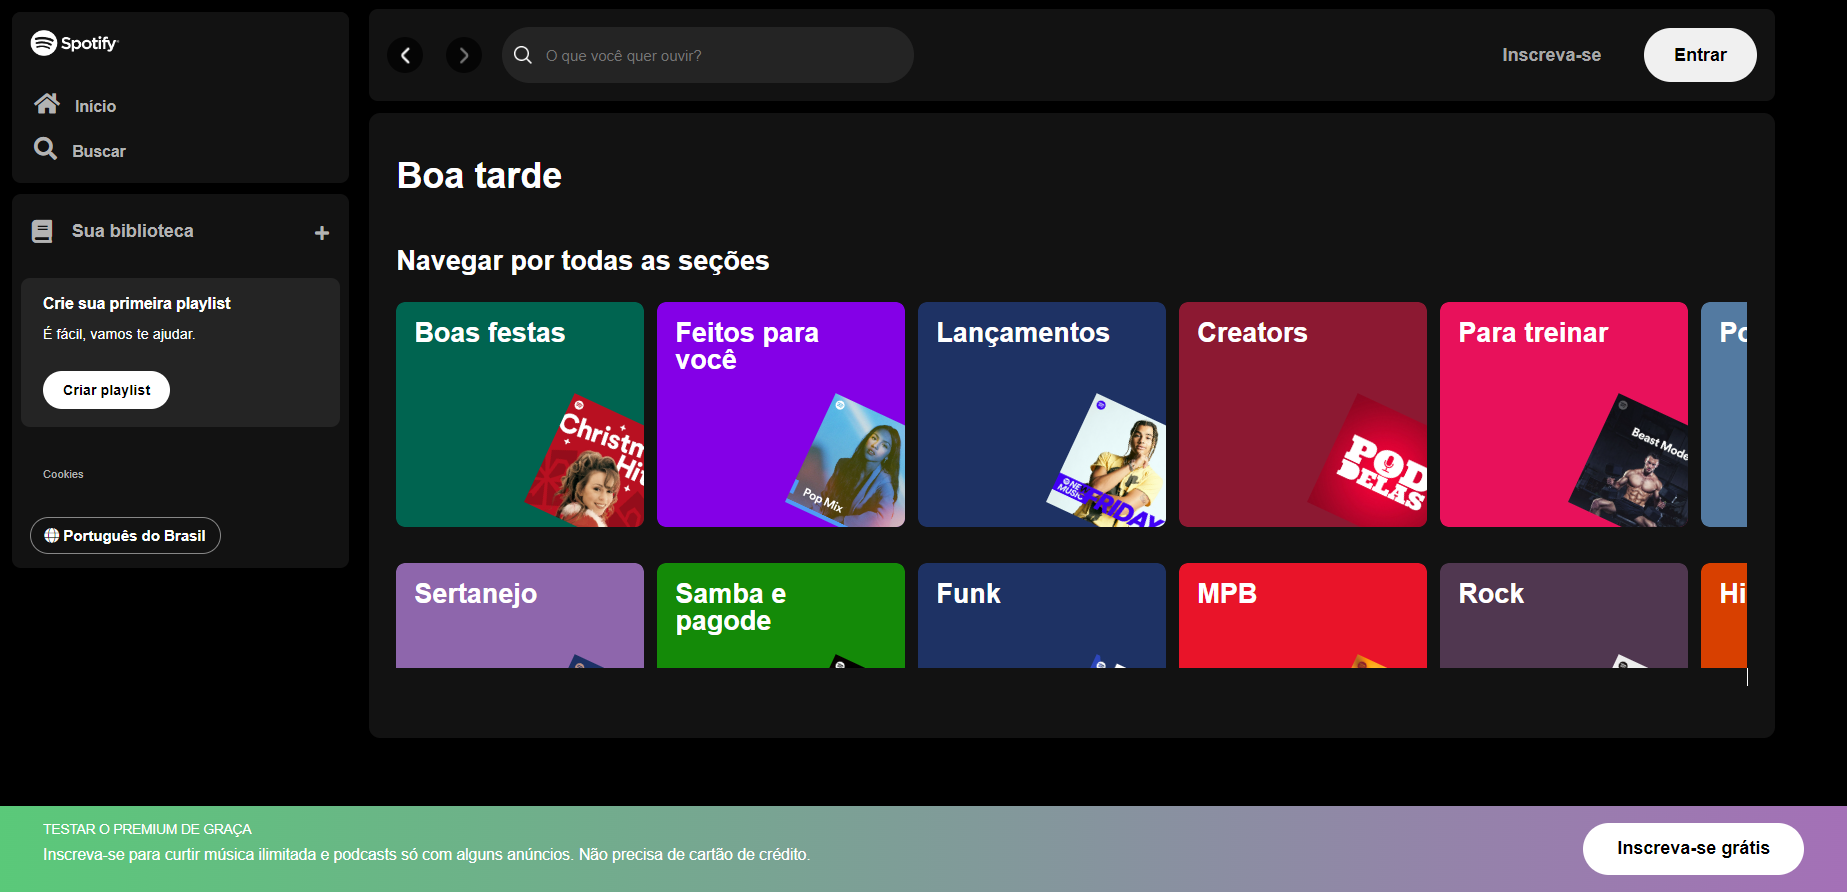 Spotify
Início
Buscar
Sua biblioteca
Crie sua primeira playlist
É fácil, vamos te ajudar.
Criar playlist
Cookies
Português do Brasil
O que você quer ouvir?
Inscreva-se
Entrar
Boa tarde
Navegar por todas as seções
Boas festas
Feitos para
você
Lançamentos
Creators
Para treinar
Po
Pop Mix
FRIDAY
POD
DELAS
Beast Mode
Sertanejo
Samba e
pagode
Funk
MPB
Rock
Hi
TESTAR O PREMIUM DE GRAÇA
Inscreva-se para curtir música ilimitada e podcasts só com alguns anúncios. Não precisa de cartão de crédito.
Inscreva-se grátis